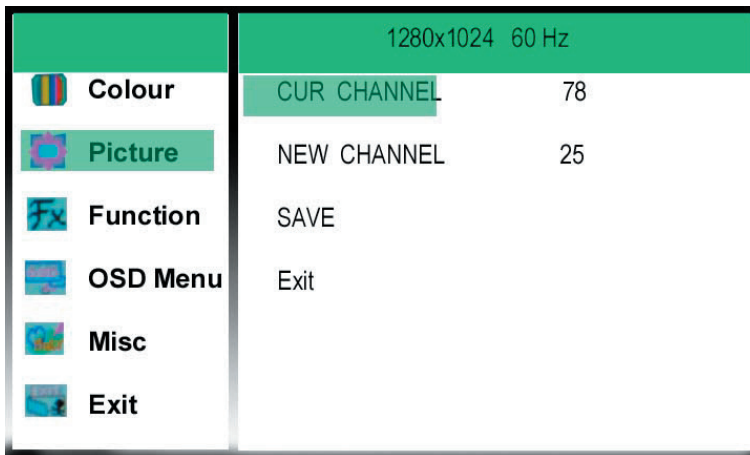 1280x1024 60 Hz
Colour
Picture
Function
OSD Menu
Misc
Exit
CUR CHANNEL 78
NEW CHANNEL 25
SAVE
Exit